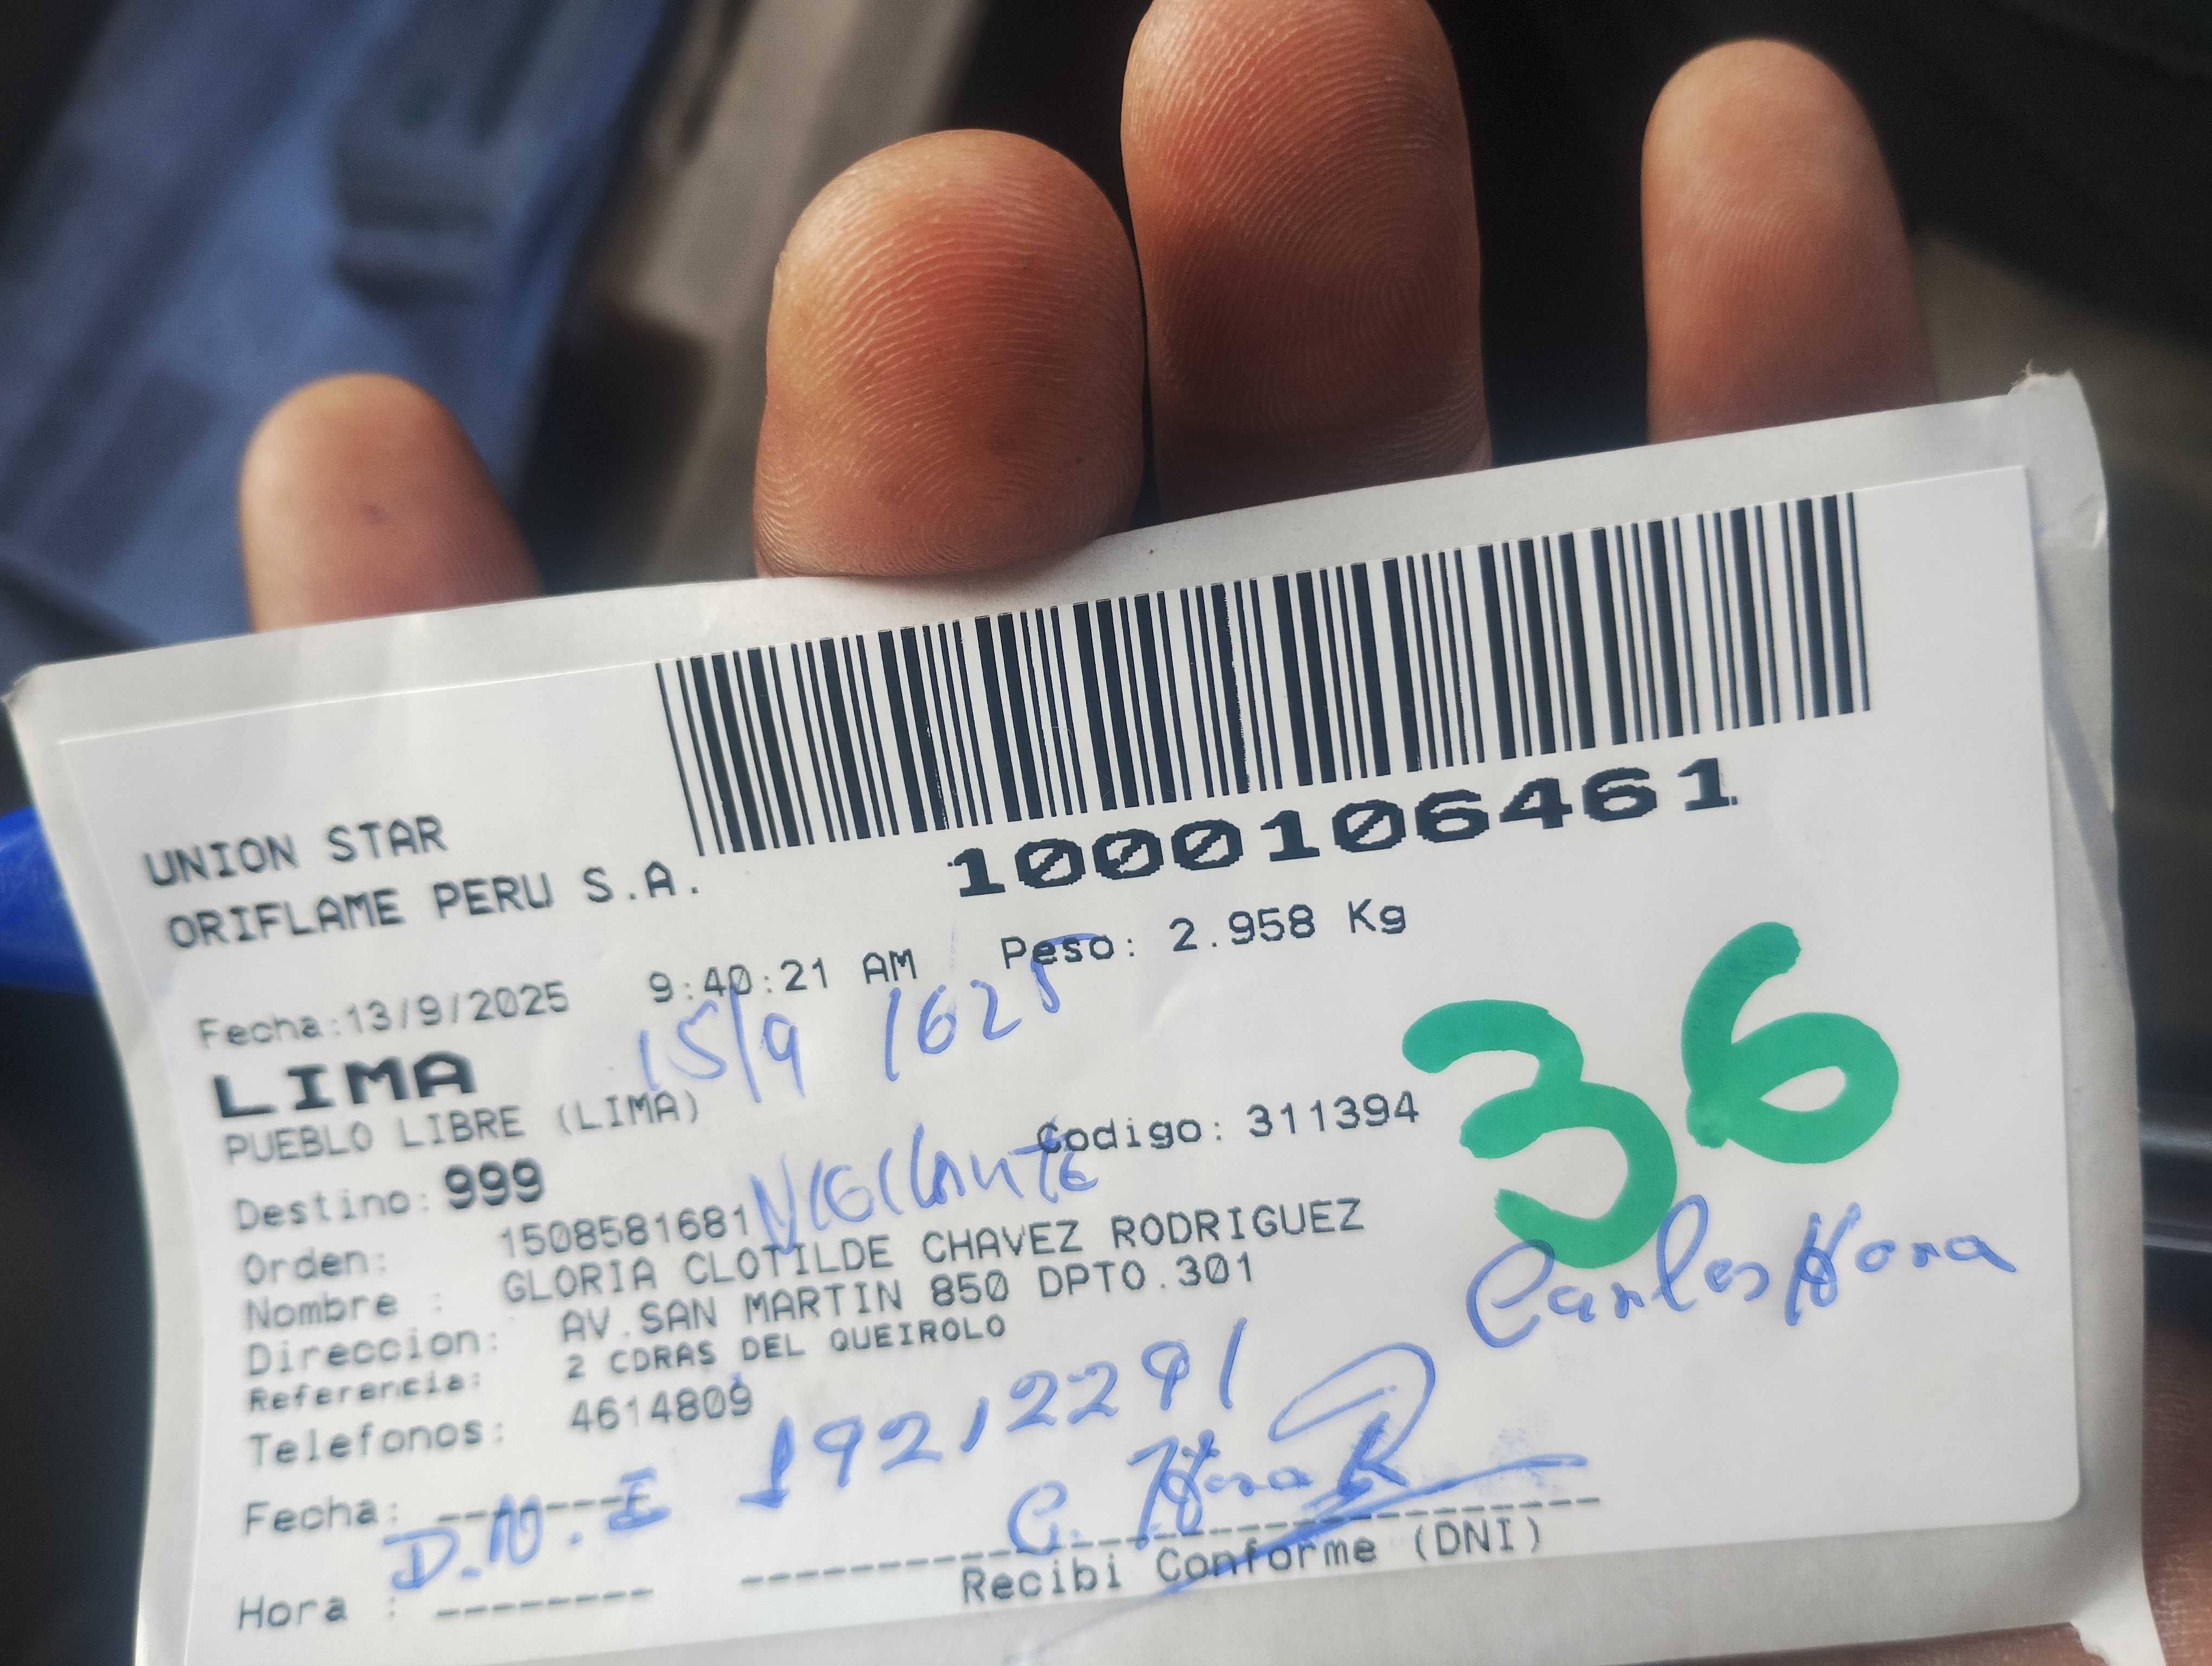 1000106461
UNION STAR
ORIFLAME PERU S.A.
Fecha:13/9/2025 9:40:21 AM Peso: 2.958 Kg
15/9 1625
LIMA
PUEBLO LIBRE (LIMA)
36
Destino: 999 Codigo: 311394
Vigilante
Orden: 1508581681
Nombre : GLORIA CLOTILDE CHAVEZ RODRIGUEZ
Direccion: AV.SAN MARTIN 850 DPTO.301
Carlos
Referencia: 2 CDRAS DEL QUEIROLO
Telefonos: 4614809
Fecha: --------
D.N.I
C.
Hora : --------
Recibi Conforme (DNI)